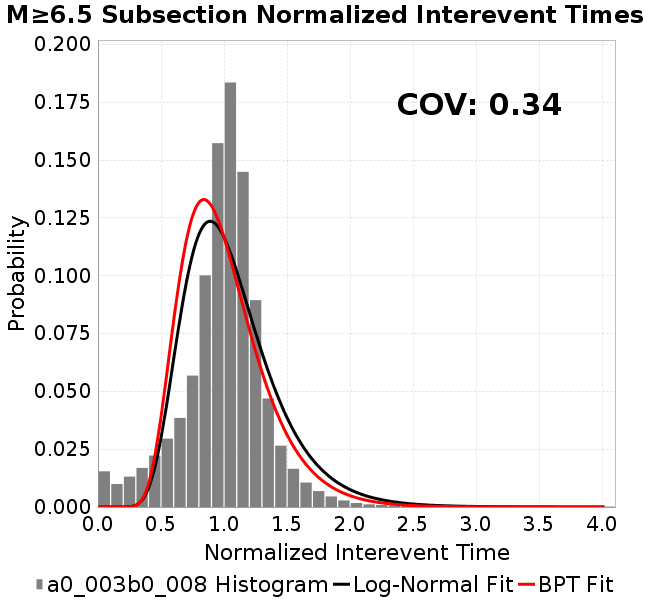 M≥6.5 Subsection Normalized Interevent Times
COV: 0.34
Probability
0.200
0.175
0.150
0.125
0.100
0.075
0.050
0.025
0.000
0.0 0.5 1.0 1.5 2.0 2.5 3.0 3.5 4.0
Normalized Interevent Time
a0_003b0_008 Histogram Log-Normal Fit BPT Fit